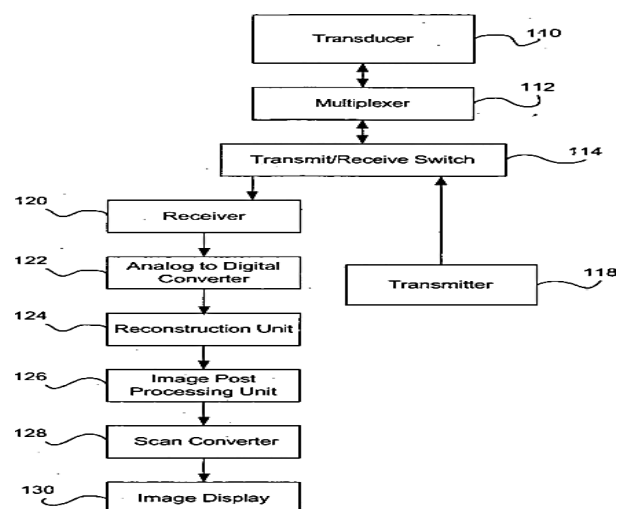 Transducer
110
Multiplexer
112
Transmit/Receive Switch
114
120
Receiver
122
Analog to Digital
Converter
Transmitter
118
124
Reconstruction Unit
126
Image Post
Processing Unit
128
Scan Converter
130
Image Display